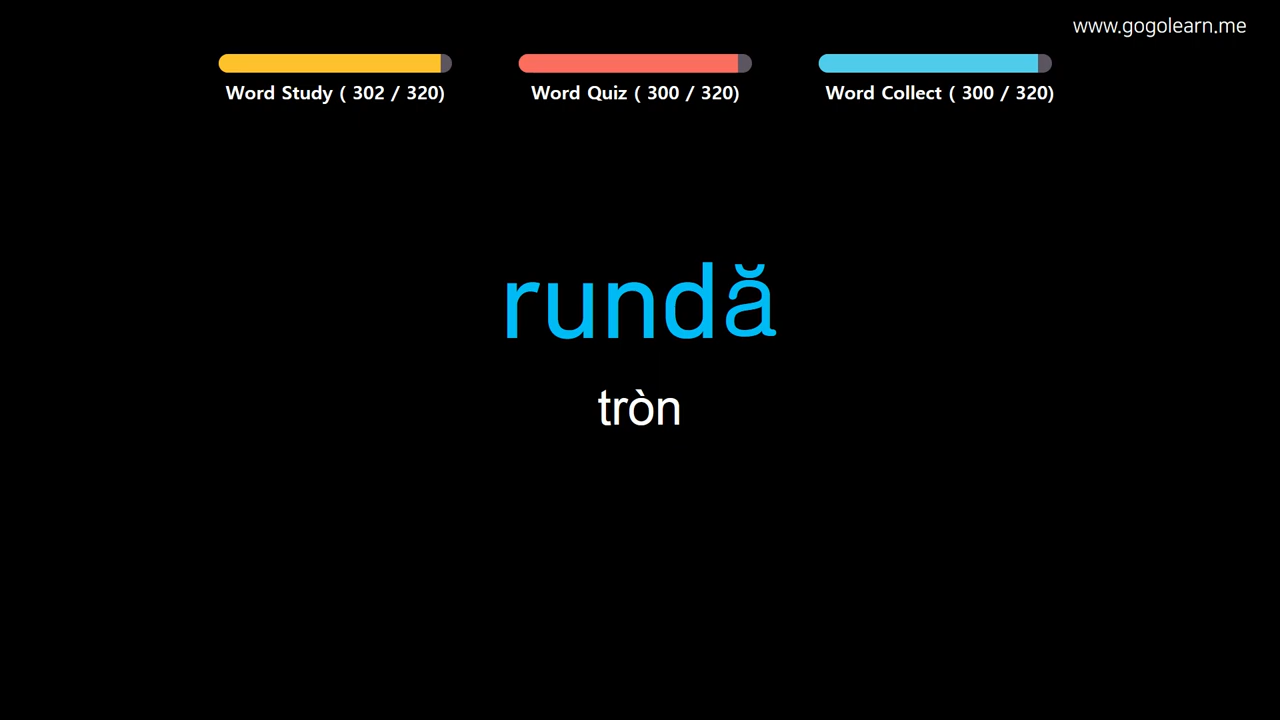 www.gogolearn.me
Word Study ( 302 / 320)
Word Quiz ( 300 / 320)
Word Collect ( 300 / 320)
rundă
tròn